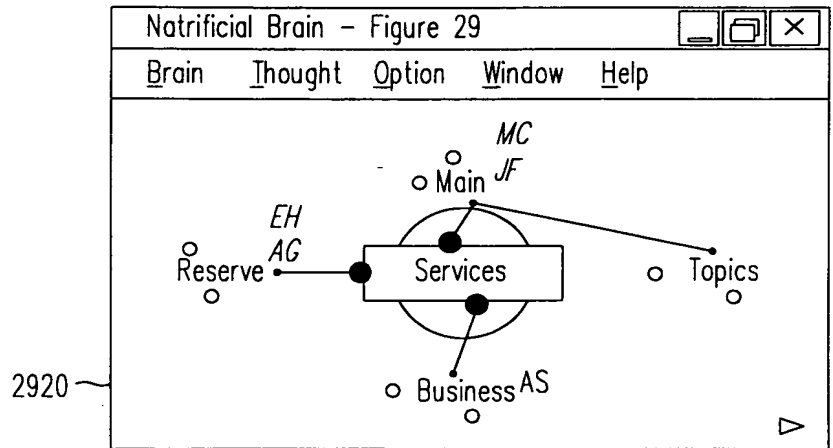 Natrificial Brain – Figure 29
Brain Thought Option Window Help
MC
Main JF
EH
AG
Reserve
Services
Topics
2920
Business AS